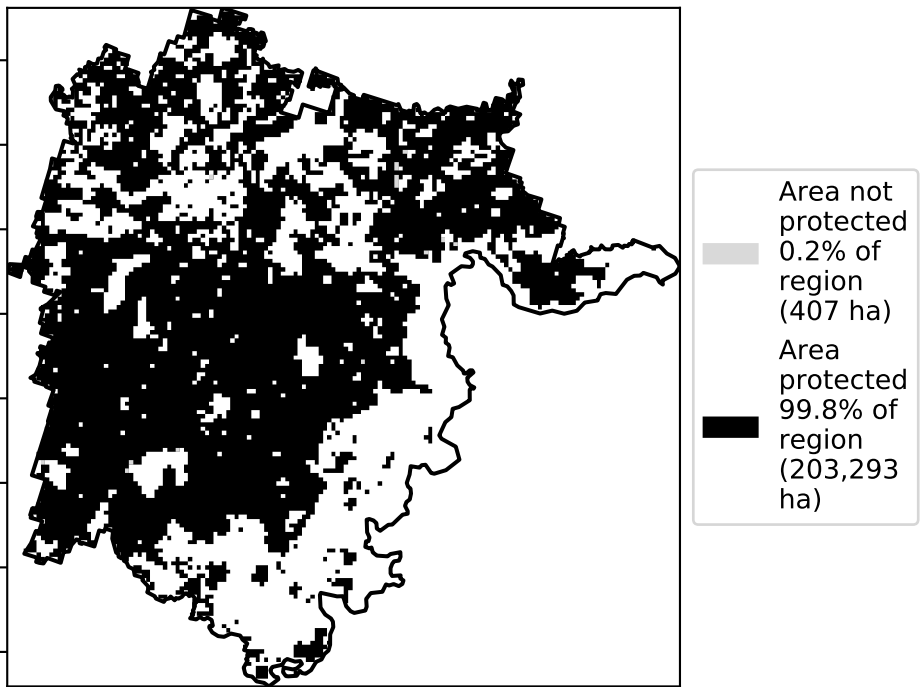 Area not
protected
0.2% of
region
(407 ha)
Area
protected
99.8% of
region
(203,293
ha)